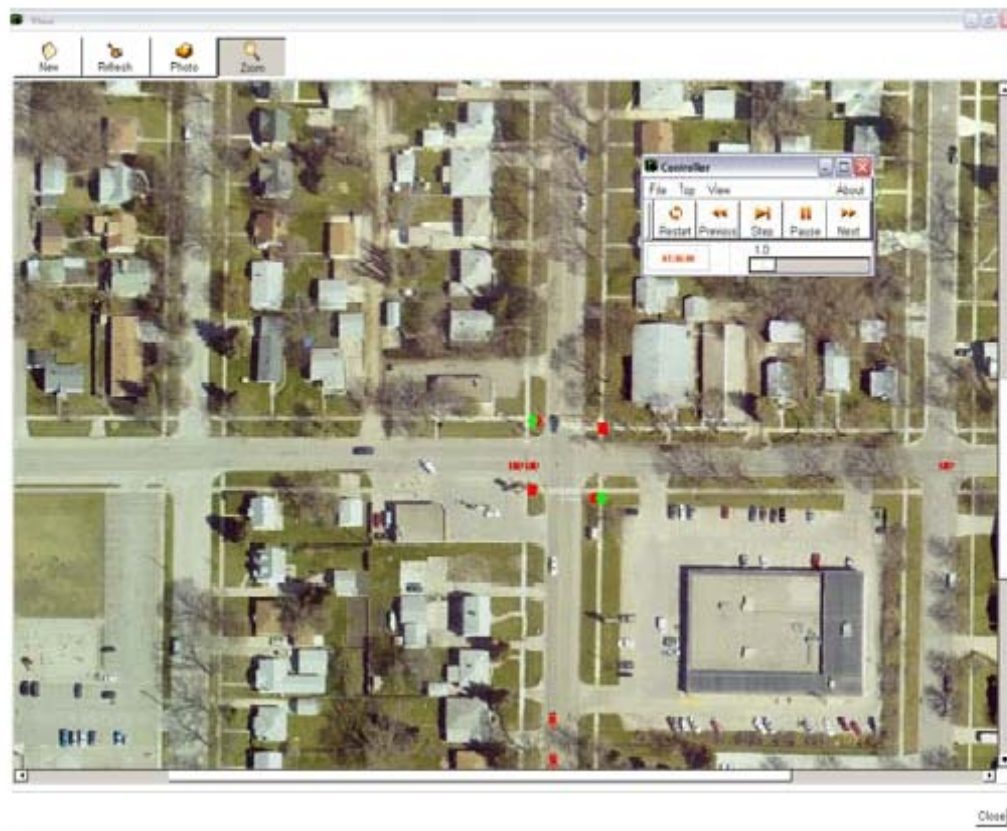 New Refresh Photo Zoom
Controller
File Top View About
Restart Previous Step Pause Next
1.0
Close